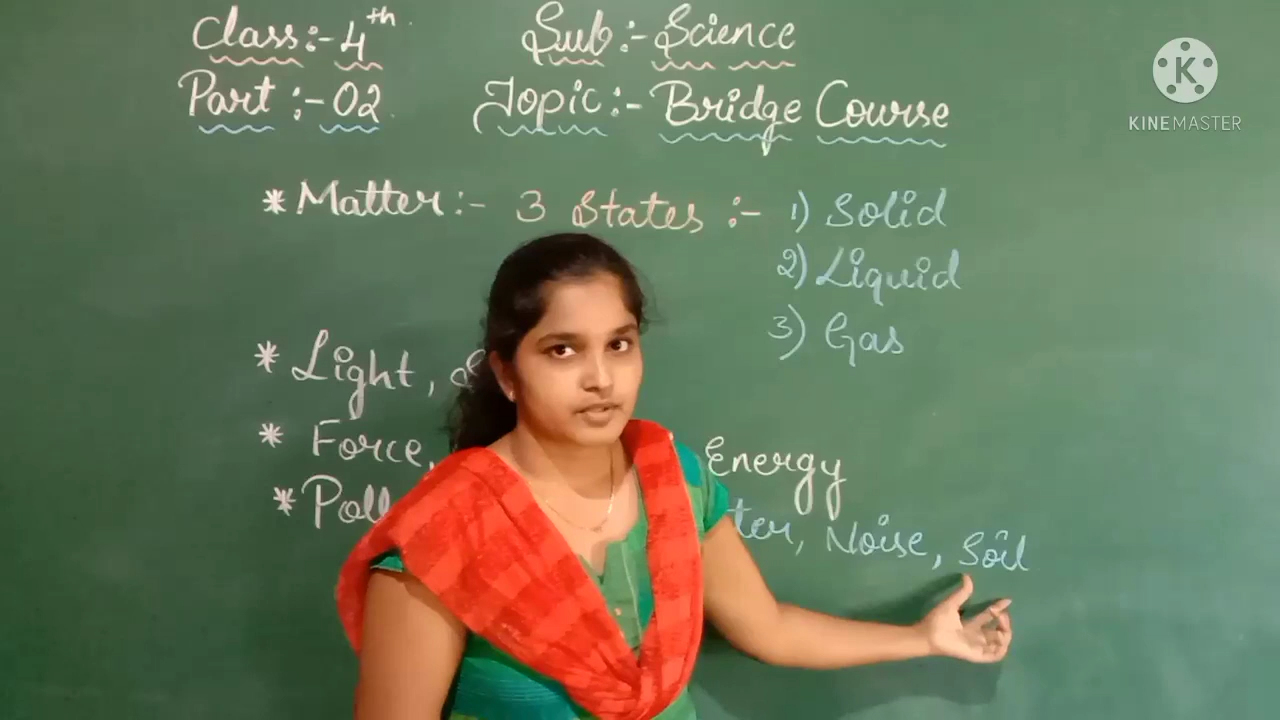 Class:- 4th. Sub:- Science
Part:- 02 Topic:- Bridge Course
K
KINEMASTER
* Matter:- 3 States:- 1) Solid
2) Liquid
3) Gas
* Light,
* Force, Energy
* Poll ter, Noise, Soil